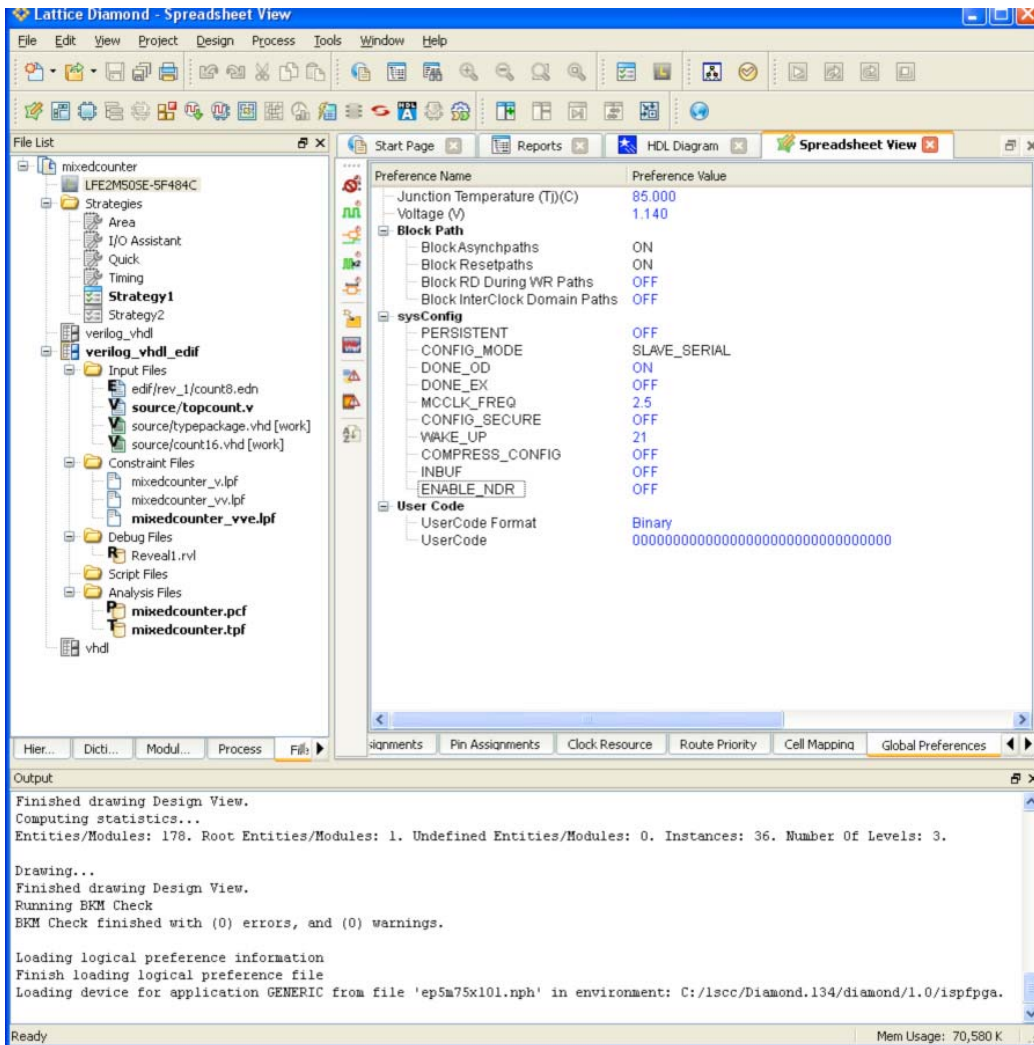 Lattice Diamond - Spreadsheet View
File Edit View Project Design Process Tools Window Help
File List
Start Page Reports HDL Diagram Spreadsheet View
mixedcounter
LFE2M50SE-5F484C
Strategies
Area
I/O Assistant
Quick
Timing
Strategy1
Strategy2
verilog_vhdl
verilog_vhdl_edif
Input Files
edif/rev_1/count8.edn
source/topcount.v
source/typepackage.vhd [work]
source/count16.vhd [work]
Constraint Files
mixedcounter_v.lpf
mixedcounter_vv.lpf
mixedcounter_vve.lpf
Debug Files
Reveal1.rvl
Script Files
Analysis Files
mixedcounter.pcf
mixedcounter.tpf
vhdl
Hier... Dicti... Modul... Process File
Preference Name Preference Value
Junction Temperature (Tj)(C) 85.000
Voltage (V) 1.140
Block Path
Block Asynchpaths ON
Block Resetpaths ON
Block RD During WR Paths OFF
Block InterClock Domain Paths OFF
sysConfig
PERSISTENT OFF
CONFIG_MODE SLAVE_SERIAL
DONE_OD ON
DONE_EX OFF
MCCLK_FREQ 2.5
CONFIG_SECURE OFF
WAKE_UP 21
COMPRESS_CONFIG OFF
INBUF OFF
ENABLE_NDR OFF
User Code
UserCode Format Binary
UserCode 00000000000000000000000000000000
signments Pin Assignments Clock Resource Route Priority Cell Mapping Global Preferences
Output
Finished drawing Design View.
Computing statistics...
Entities/Modules: 178. Root Entities/Modules: 1. Undefined Entities/Modules: 0. Instances: 36. Number Of Levels: 3.
Drawing...
Finished drawing Design View.
Running BKM Check
BKM Check finished with (0) errors, and (0) warnings.
Loading logical preference information
Finish loading logical preference file
Loading device for application GENERIC from file 'ep5m75x101.nph' in environment: C:/lscc/Diamond.134/diamond/1.0/ispfpga.
Ready Mem Usage: 70,580 K